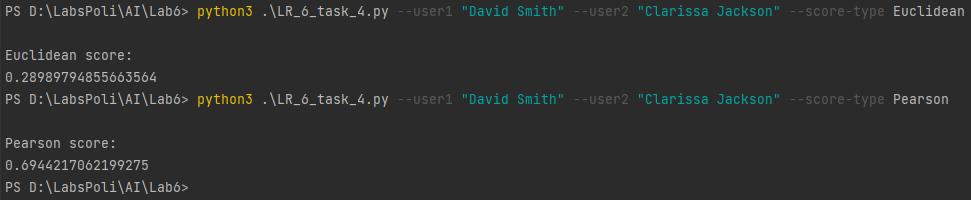 PS D:\LabsPoli\AI\Lab6> python3 .\LR_6_task_4.py --user1 "David Smith" --user2 "Clarissa Jackson" --score-type Euclidean
Euclidean score:
0.28989794855663564
PS D:\LabsPoli\AI\Lab6> python3 .\LR_6_task_4.py --user1 "David Smith" --user2 "Clarissa Jackson" --score-type Pearson
Pearson score:
0.6944217062199275
PS D:\LabsPoli\AI\Lab6>